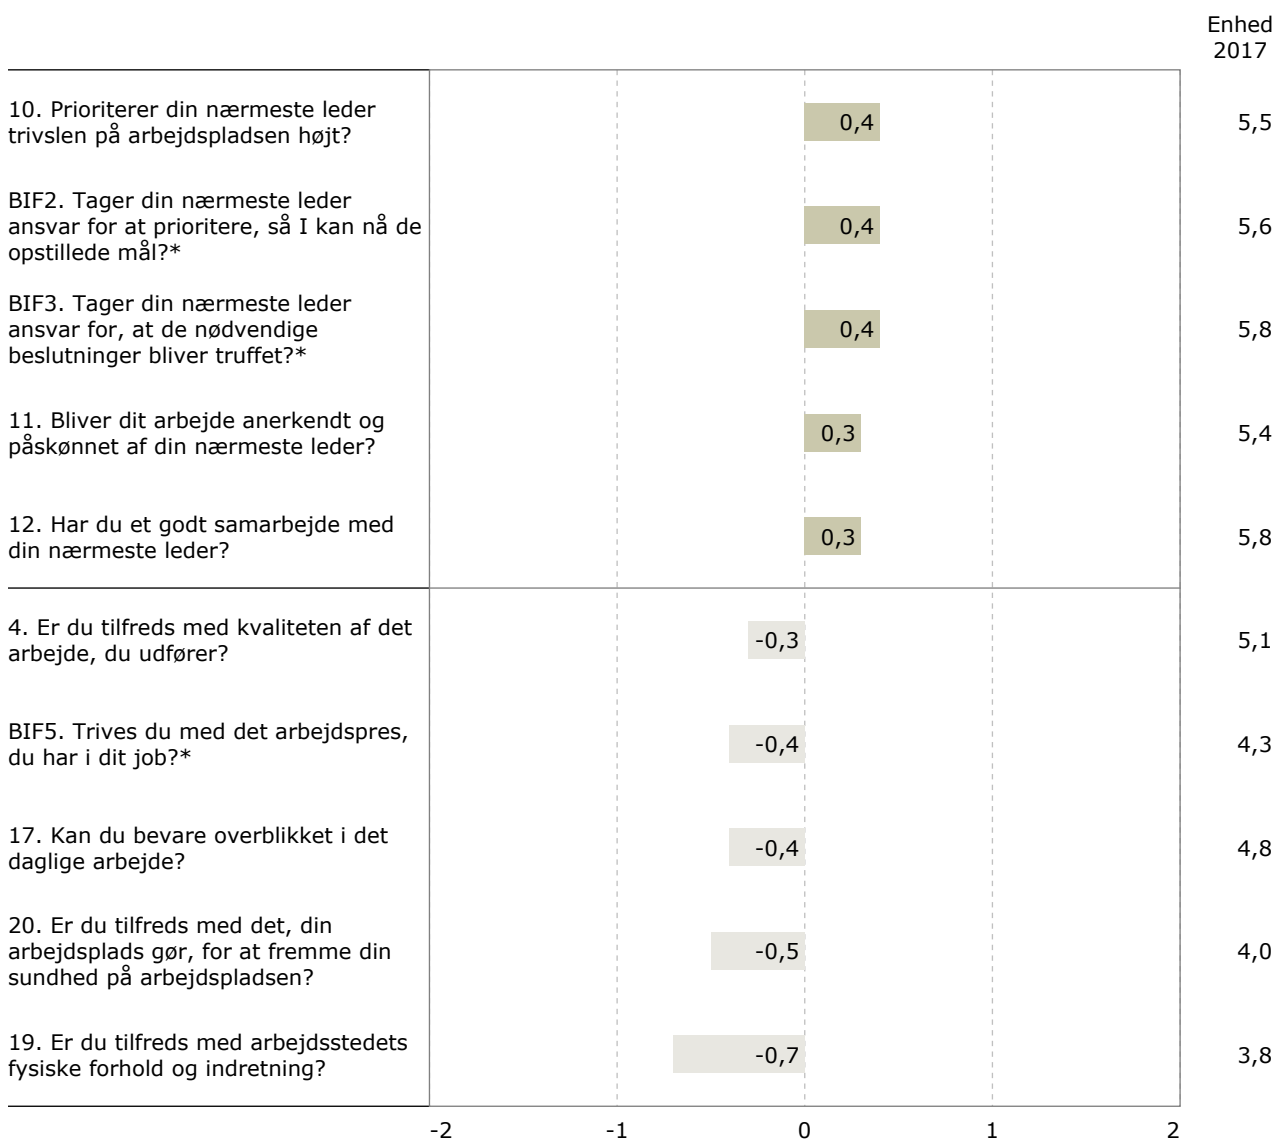 Enhed
2017
10. Prioriterer din nærmeste leder
trivslen på arbejdspladsen højt?
0,4
5,5
BIF2. Tager din nærmeste leder
ansvar for at prioritere, så I kan nå de
opstillede mål?*
0,4
5,6
BIF3. Tager din nærmeste leder
ansvar for, at de nødvendige
beslutninger bliver truffet?*
0,4
5,8
11. Bliver dit arbejde anerkendt og
påskønnet af din nærmeste leder?
0,3
5,4
12. Har du et godt samarbejde med
din nærmeste leder?
0,3
5,8
4. Er du tilfreds med kvaliteten af det
arbejde, du udfører?
-0,3
5,1
BIF5. Trives du med det arbejdspres,
du har i dit job?*
-0,4
4,3
17. Kan du bevare overblikket i det
daglige arbejde?
-0,4
4,8
20. Er du tilfreds med det, din
arbejdsplads gør, for at fremme din
sundhed på arbejdspladsen?
-0,5
4,0
19. Er du tilfreds med arbejdsstedets
fysiske forhold og indretning?
-0,7
3,8
-2 -1 0 1 2